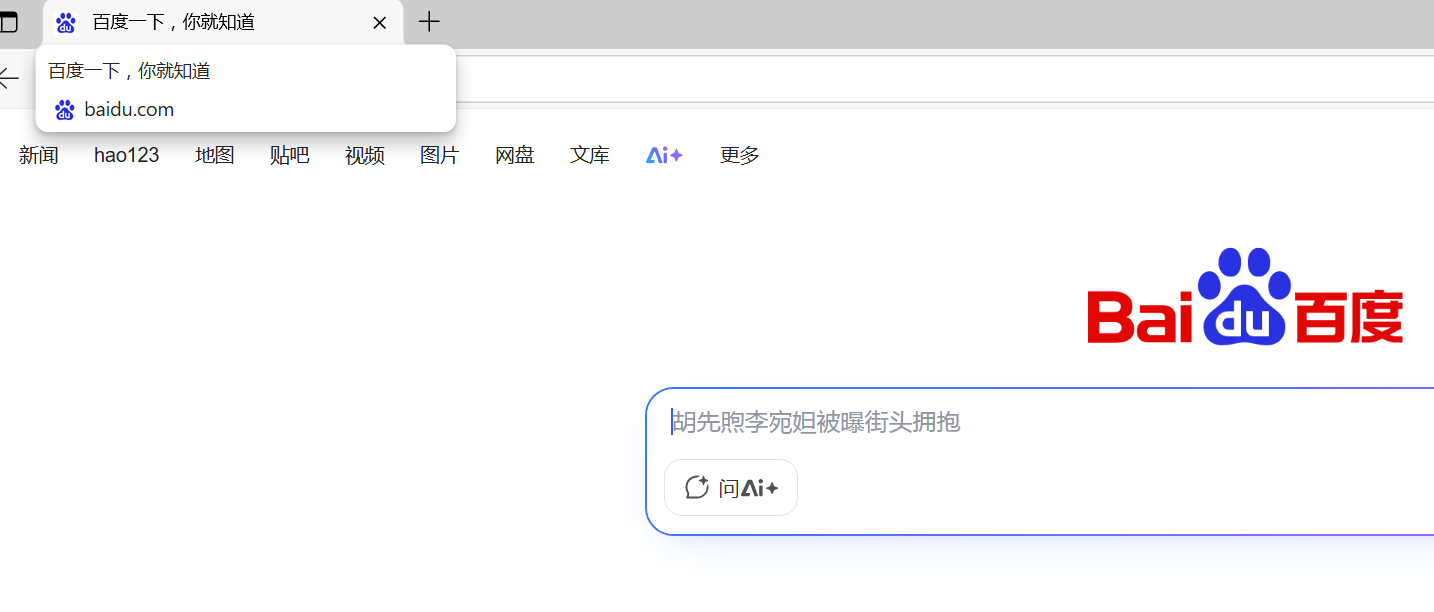 百度一下，你就知道
百度一下，你就知道
baidu.com
新闻 hao123 地图 贴吧 视频 图片 网盘 文库 Ai 更多
Bai du 百度
胡先煦李宛妲被曝街头拥抱
问Ai